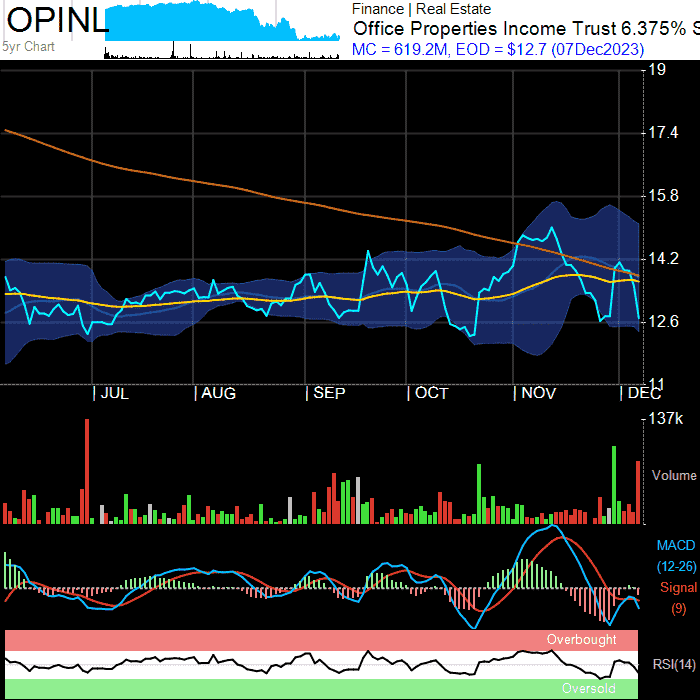 OPINL
5yr Chart
Finance | Real Estate
Office Properties Income Trust 6.375% S
MC = 619.2M, EOD = $12.7 (07Dec2023)
19
17.4
15.8
14.2
12.6
11
JUL AUG SEP OCT NOV DEC
137k
Volume
MACD
(12-26)
Signal
(9)
Overbought
RSI(14)
Oversold